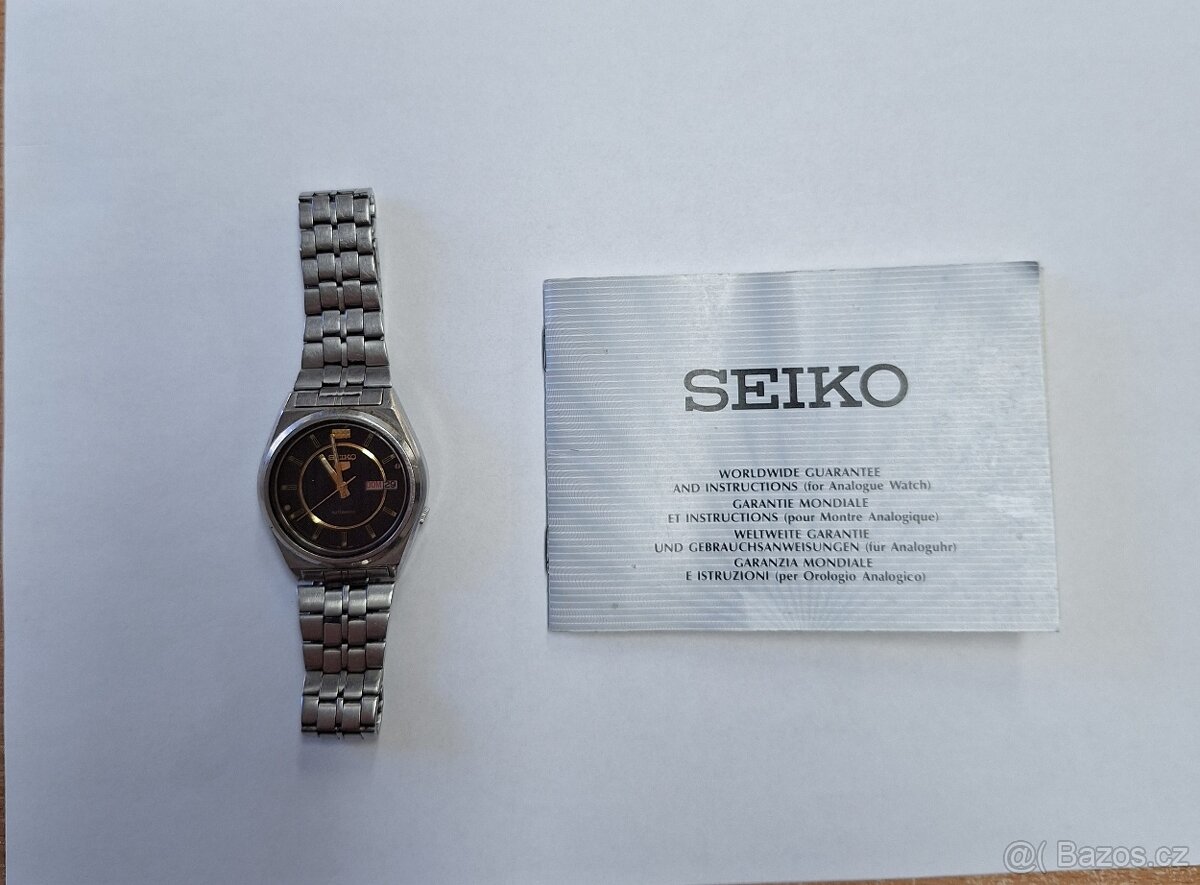 SEIKO
AUTOMATIC
29
SEIKO
WORLDWIDE GUARANTEE
AND INSTRUCTIONS (for Analogue Watch)
GARANTIE MONDIALE
ET INSTRUCTIONS (pour Montre Analogique)
WELTWEITE GARANTIE
UND GEBRAUCHSANWEISUNGEN (für Analoguhr)
GARANZIA MONDIALE
E ISTRUZIONI (per Orologio Analogico)
@( Bazos.cz